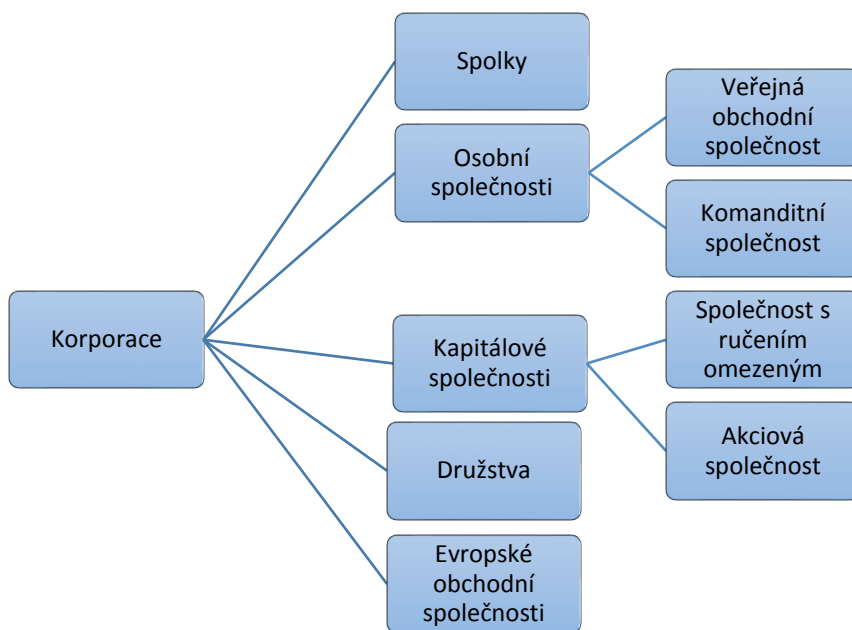 Korporace
Spolky
Osobní
společnosti
Veřejná
obchodní
společnost
Komanditní
společnost
Kapitálové
společnosti
Společnost s
ručením
omezeným
Akciová
společnost
Družstva
Evropské
obchodní
společnosti